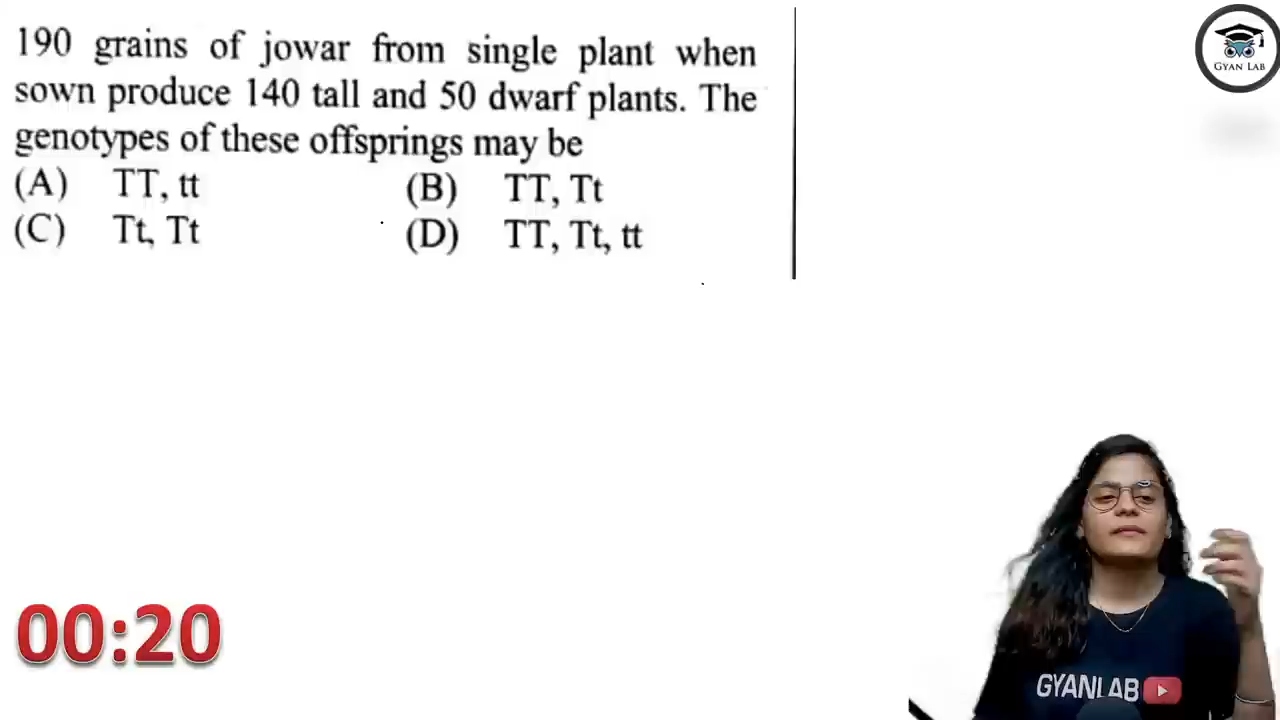 190 grains of jowar from single plant when
sown produce 140 tall and 50 dwarf plants. The
genotypes of these offsprings may be
(A) TT, tt (B) TT, Tt
(C) Tt, Tt (D) TT, Tt, tt
GYAN LAB
00:20
GYANLAB